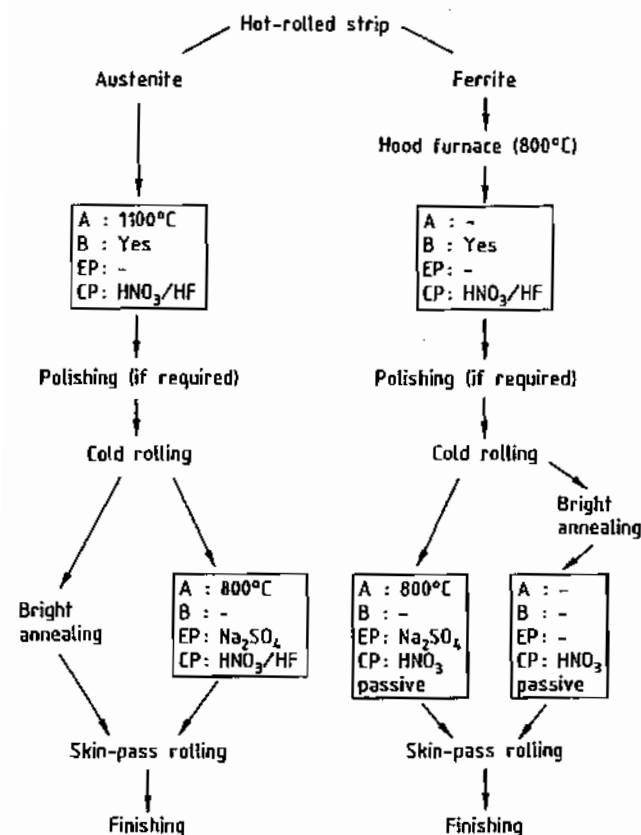 Hot-rolled strip
Austenite
Ferrite
Hood furnace (800°C)
A : 1100°C
B : Yes
EP: -
CP: HNO₃/HF
A : -
B : Yes
EP: -
CP: HNO₃/HF
Polishing (if required)
Polishing (if required)
Cold rolling
Cold rolling
Bright
annealing
Bright
annealing
A : 800°C
B : -
EP: Na₂SO₄
CP: HNO₃/HF
A : 800°C
B : -
EP: Na₂SO₄
CP: HNO₃
passive
A : -
B : -
EP: -
CP: HNO₃
passive
Skin-pass rolling
Skin-pass rolling
Finishing
Finishing